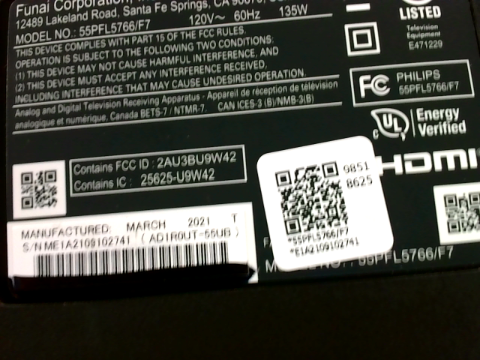 Funai Corporation
12489 Lakeland Road, Santa Fe Springs, CA 90670
120V~ 60Hz 135W
MODEL NO.: 55PFL5766/F7
THIS DEVICE COMPLIES WITH PART 15 OF THE FCC RULES.
OPERATION IS SUBJECT TO THE FOLLOWING TWO CONDITIONS:
(1) THIS DEVICE MAY NOT CAUSE HARMFUL INTERFERENCE, AND
(2) THIS DEVICE MUST ACCEPT ANY INTERFERENCE RECEIVED,
INCLUDING INTERFERENCE THAT MAY CAUSE UNDESIRED OPERATION.
Analog and Digital Television Receiving Apparatus - Appareil de réception de télévision
analogique et numérique, Canada BETS-7 / NTMR-7. CAN ICES-3 (B)/NMB-3(B)
LISTED
Television
Equipment
E471229
FC PHILIPS
55PFL5766/F7
UL Energy
Verified
HDMI
Contains FCC ID : 2AU3BU9W42
Contains IC : 25625-U9W42
MANUFACTURED: MARCH 2021 T
S/N ME1A2109102741 ( AD1R0UT-55UB )
9851
8625
*55PFL5766/F7
*E1A2109102741
55PFL5766/F7